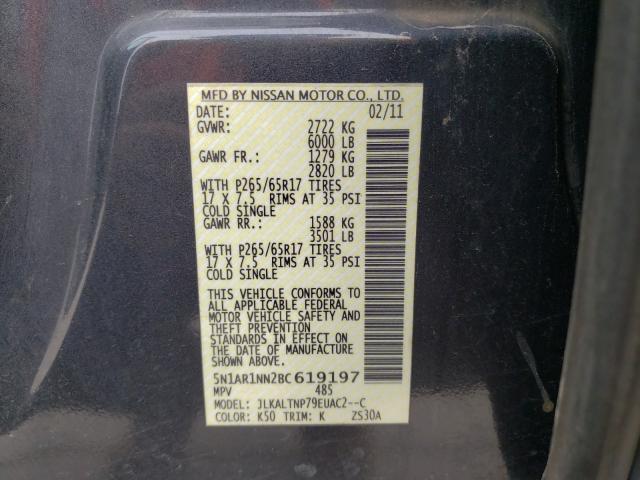 MFD BY NISSAN MOTOR CO., LTD.
DATE: 02/11
GVWR: 2722 KG
6000 LB
GAWR FR.: 1279 KG
2820 LB
WITH P265/65R17 TIRES
17 X 7.5 RIMS AT 35 PSI
COLD SINGLE
GAWR RR.: 1588 KG
3501 LB
WITH P265/65R17 TIRES
17 X 7.5 RIMS AT 35 PSI
COLD SINGLE
THIS VEHICLE CONFORMS TO
ALL APPLICABLE FEDERAL
MOTOR VEHICLE SAFETY AND
THEFT PREVENTION
STANDARDS IN EFFECT ON
THE DATE OF MANUFACTURE
SHOWN ABOVE.
5N1AR1NN2BC619197
MPV 485
MODEL: JLKALTNP79EUAC2--C
COLOR: K50 TRIM: K ZS30A